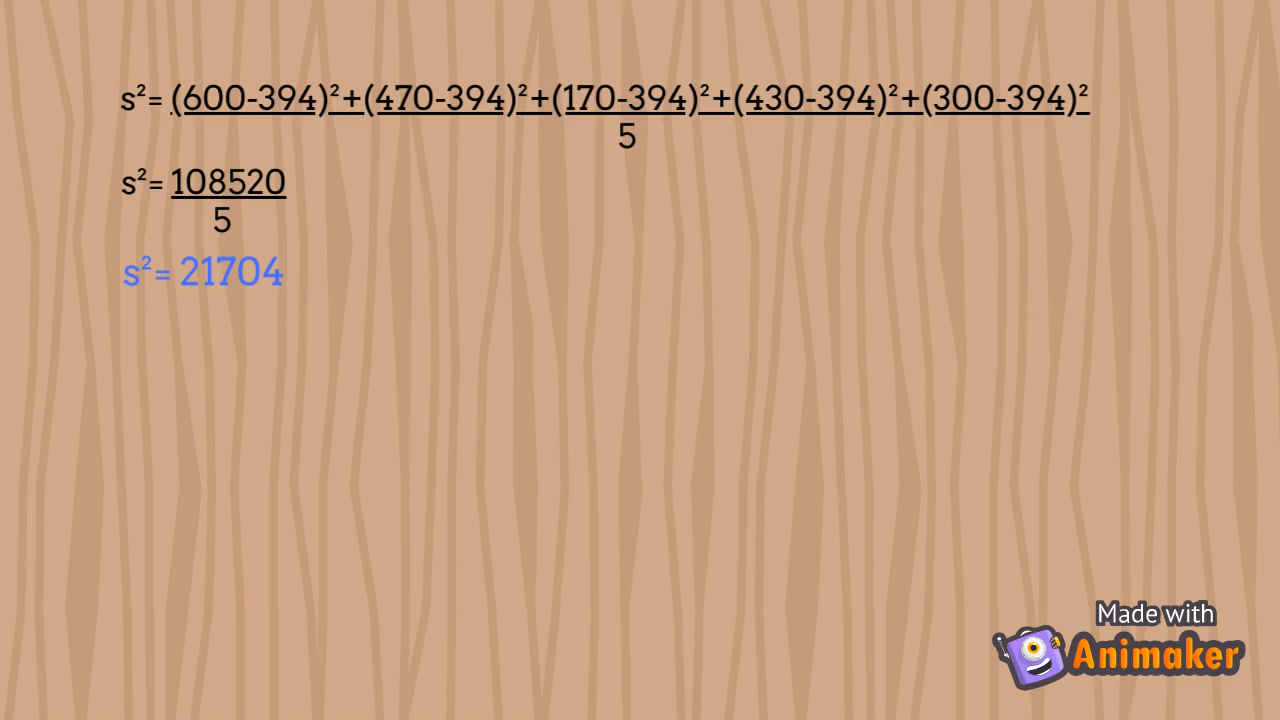 s²= (600-394)²+(470-394)²+(170-394)²+(430-394)²+(300-394)²
5
s²= 108520
5
s²= 21704
Made with
Animaker